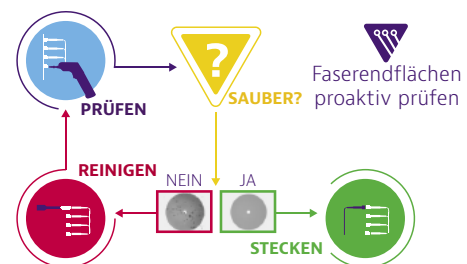 ?
Faserendflächen
proaktiv prüfen
PRÜFEN
SAUBER?
REINIGEN
NEIN
JA
STECKEN